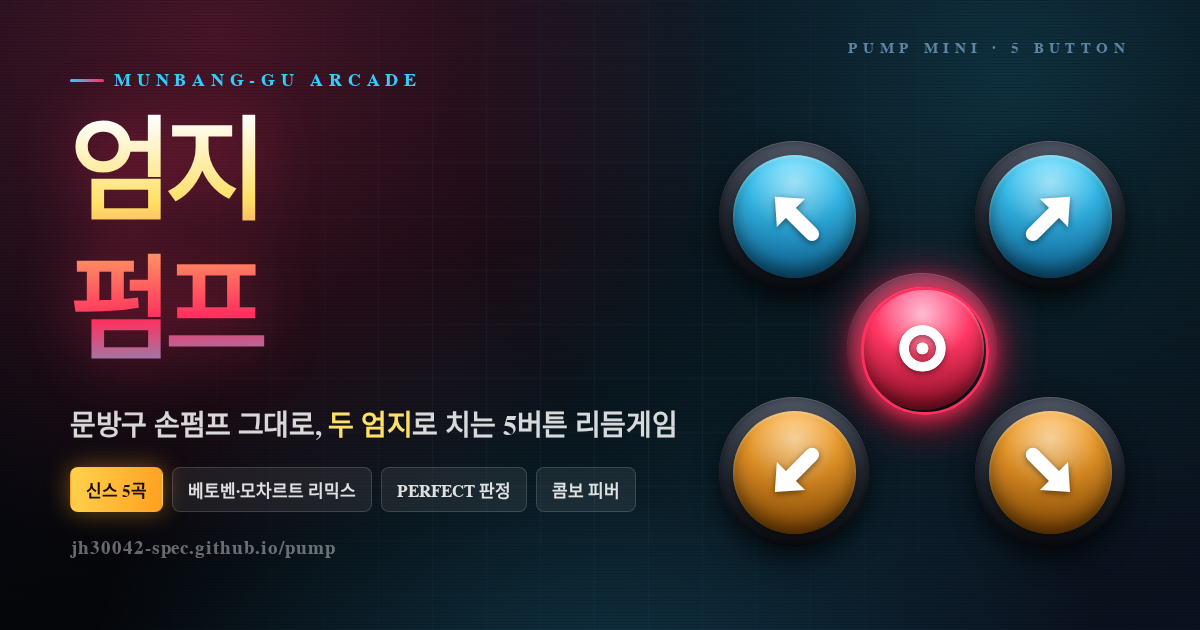 PUMP MINI · 5 BUTTON
MUNBANG-GU ARCADE
엄지
펌프
문방구 손펌프 그대로, 두 엄지로 치는 5버튼 리듬게임
신스 5곡
베토벤·모차르트 리믹스
PERFECT 판정
콤보 피버
jh30042-spec.github.io/pump